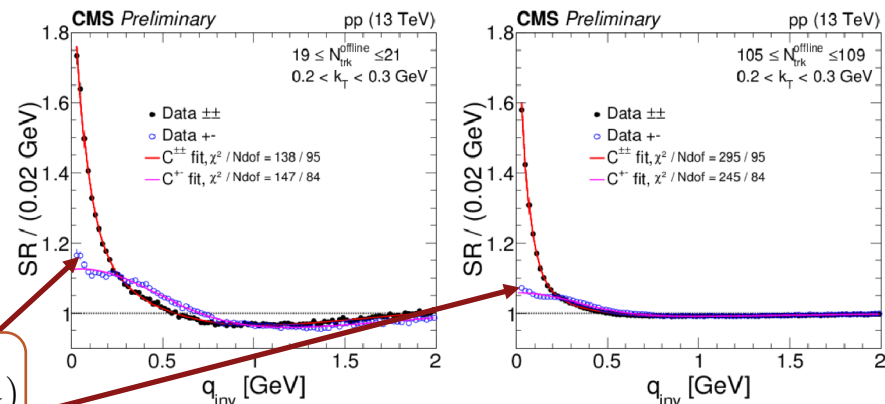 CMS Preliminary pp (13 TeV)
19 ≤ N_trk^offline ≤21
0.2 < k_T < 0.3 GeV
Data ±±
Data +-
C^±± fit, χ² / Ndof = 138 / 95
C^+- fit, χ² / Ndof = 147 / 84
SR / (0.02 GeV)
1.8
1.6
1.4
1.2
1
0 0.5 1 1.5 2
q_inv [GeV]
CMS Preliminary pp (13 TeV)
105 ≤ N_trk^offline ≤109
0.2 < k_T < 0.3 GeV
Data ±±
Data +-
C^±± fit, χ² / Ndof = 295 / 95
C^+- fit, χ² / Ndof = 245 / 84
SR / (0.02 GeV)
1.8
1.6
1.4
1.2
1
0 0.5 1 1.5 2
q_inv [GeV]